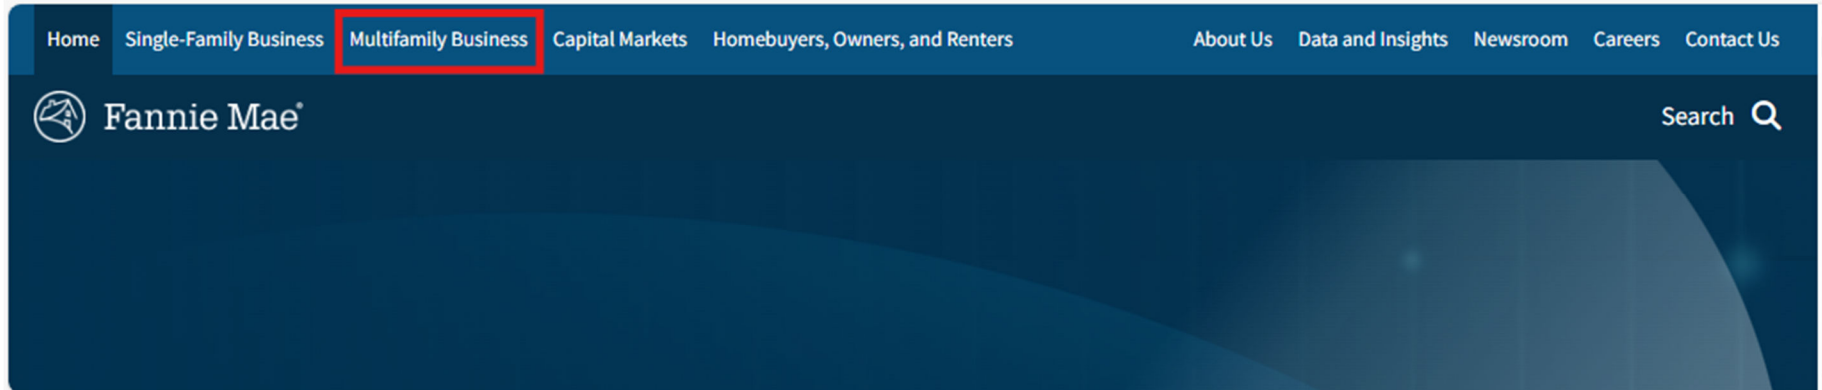 Home Single-Family Business Multifamily Business Capital Markets Homebuyers, Owners, and Renters About Us Data and Insights Newsroom Careers Contact Us
Fannie Mae® Search